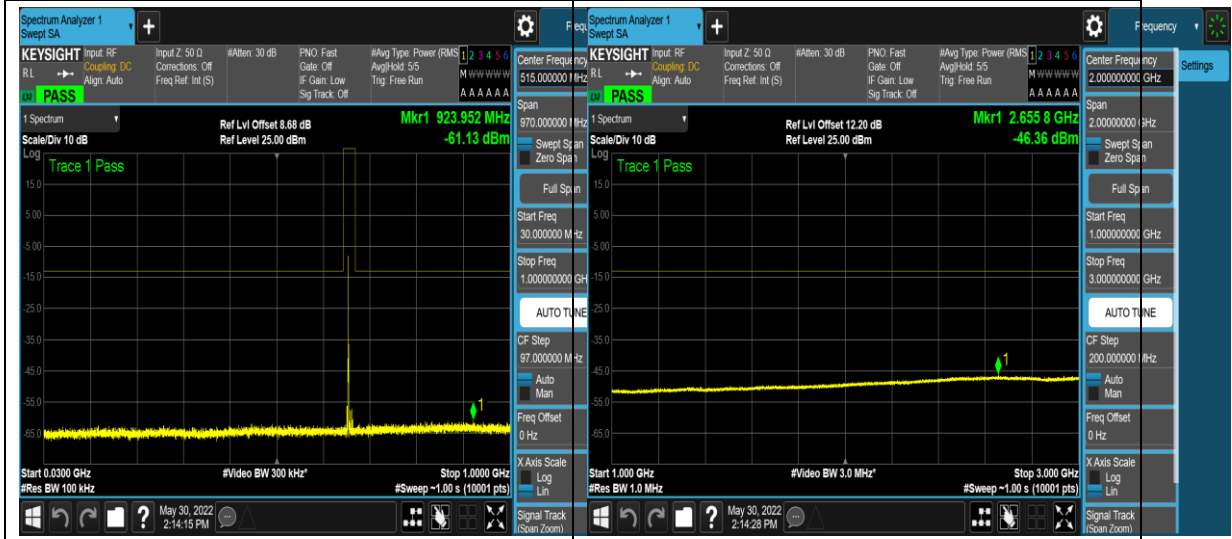 Spectrum Analyzer 1
Swept SA
+
Frequ
KEYSIGHT
RL
Input: RF
Coupling: DC
Align: Auto
Input Z: 50 Ω
Corrections: Off
Freq Ref: Int (S)
#Atten: 30 dB
PNO: Fast
Gate: Off
IF Gain: Low
Sig Track: Off
#Avg Type: Power (RMS
Avg|Hold: 5/5
Trig: Free Run
1 2 3 4 5 6
M W W W W W
A A A A A A
PASS
1 Spectrum
Scale/Div 10 dB
Ref Lvl Offset 8.68 dB
Ref Level 25.00 dBm
Mkr1 923.952 MHz
-61.13 dBm
Log
Trace 1 Pass
15.0
5.00
-5.00
-15.0
-25.0
-35.0
-45.0
-55.0
-65.0
1
Start 0.0300 GHz
#Res BW 100 kHz
#Video BW 300 kHz*
Stop 1.0000 GHz
#Sweep ~1.00 s (10001 pts)
Center Frequency
515.000000 MHz
Span
970.000000 MHz
Swept Span
Zero Span
Full Span
Start Freq
30.000000 MHz
Stop Freq
1.000000000 GH
AUTO TUNE
CF Step
97.000000 MHz
Auto
Man
Freq Offset
0 Hz
X Axis Scale
Log
Lin
Signal Track
(Span Zoom)
?
May 30, 2022
2:14:15 PM
Spectrum Analyzer 1
Swept SA
+
Frequency
Settings
KEYSIGHT
RL
Input: RF
Coupling: DC
Align: Auto
Input Z: 50 Ω
Corrections: Off
Freq Ref: Int (S)
#Atten: 30 dB
PNO: Fast
Gate: Off
IF Gain: Low
Sig Track: Off
#Avg Type: Power (RMS
Avg|Hold: 5/5
Trig: Free Run
1 2 3 4 5 6
M W W W W W
A A A A A A
PASS
1 Spectrum
Scale/Div 10 dB
Ref Lvl Offset 12.20 dB
Ref Level 25.00 dBm
Mkr1 2.655 8 GHz
-46.36 dBm
Log
Trace 1 Pass
15.0
5.00
-5.00
-15.0
-25.0
-35.0
-45.0
-55.0
-65.0
1
Start 1.000 GHz
#Res BW 1.0 MHz
#Video BW 3.0 MHz*
Stop 3.000 GHz
#Sweep ~1.00 s (10001 pts)
Center Frequency
2.000000000 GHz
Span
2.00000000 GHz
Swept Span
Zero Span
Full Span
Start Freq
1.000000000 GHz
Stop Freq
3.000000000 GHz
AUTO TUNE
CF Step
200.000000 MHz
Auto
Man
Freq Offset
0 Hz
X Axis Scale
Log
Lin
Signal Track
(Span Zoom)
?
May 30, 2022
2:14:28 PM